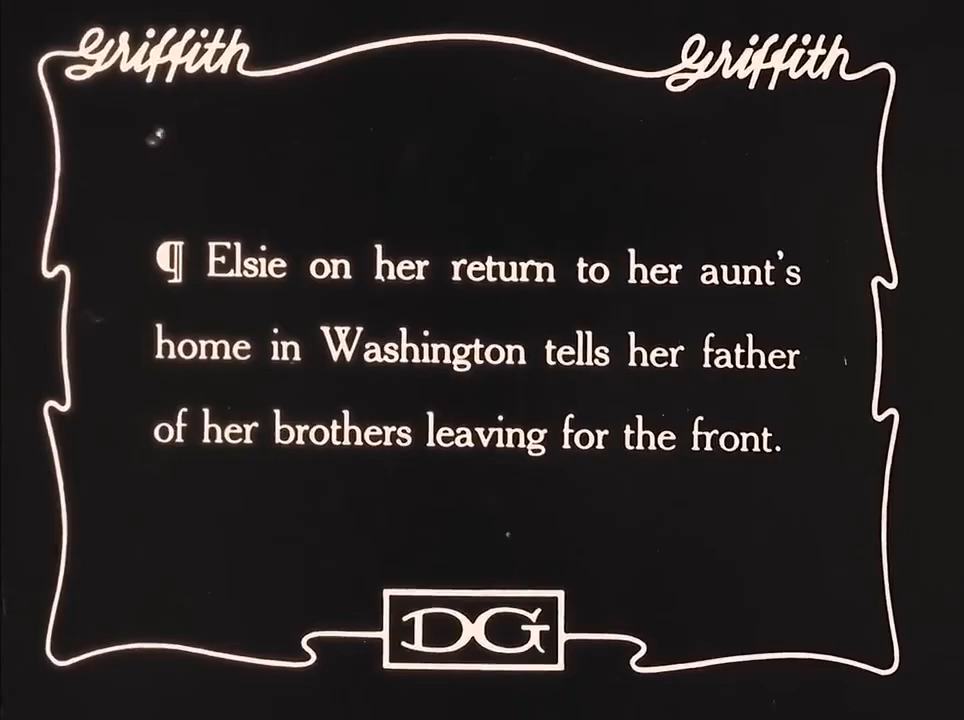 Griffith Griffith
¶ Elsie on her return to her aunt's
home in Washington tells her father
of her brothers leaving for the front.
DG